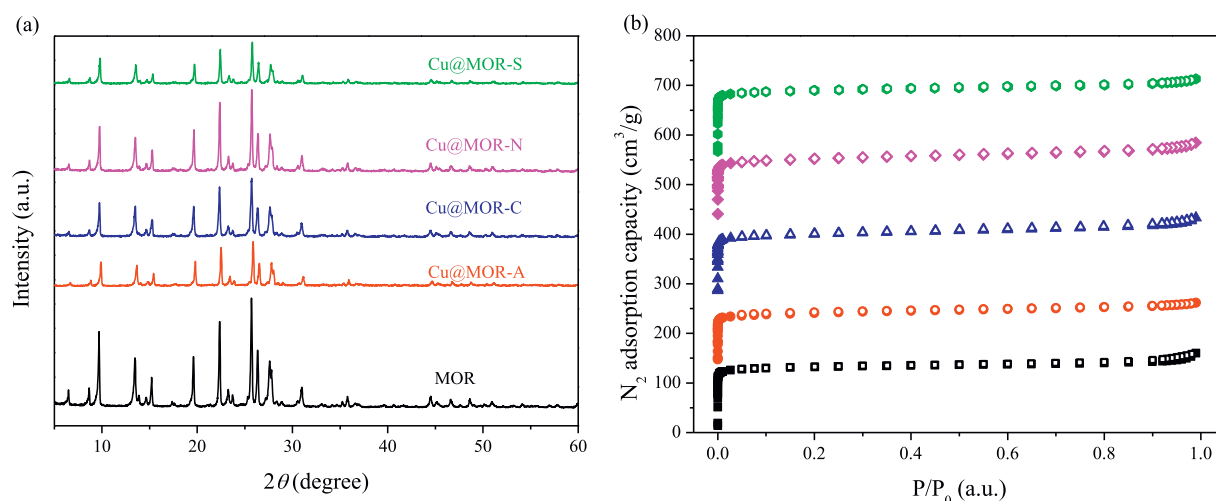 (a)
Cu@MOR-S
Cu@MOR-N
Cu@MOR-C
Cu@MOR-A
MOR
Intensity (a.u.)
10 20 30 40 50 60
2θ (degree)
(b)
800
700
600
500
400
300
200
100
0
N₂ adsorption capacity (cm³/g)
0.0 0.2 0.4 0.6 0.8 1.0
P/P₀ (a.u.)